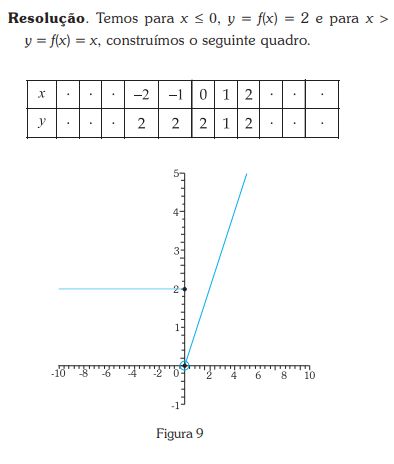 Resolução. Temos para x ≤ 0, y = f(x) = 2 e para x >
y = f(x) = x, construímos o seguinte quadro.
x · · · –2 –1 0 1 2 · · ·
y · · · 2 2 2 1 2 · · ·
5
4
3
2
1
-10 -8 -6 -4 -2 0 2 4 6 8 10
-1
Figura 9